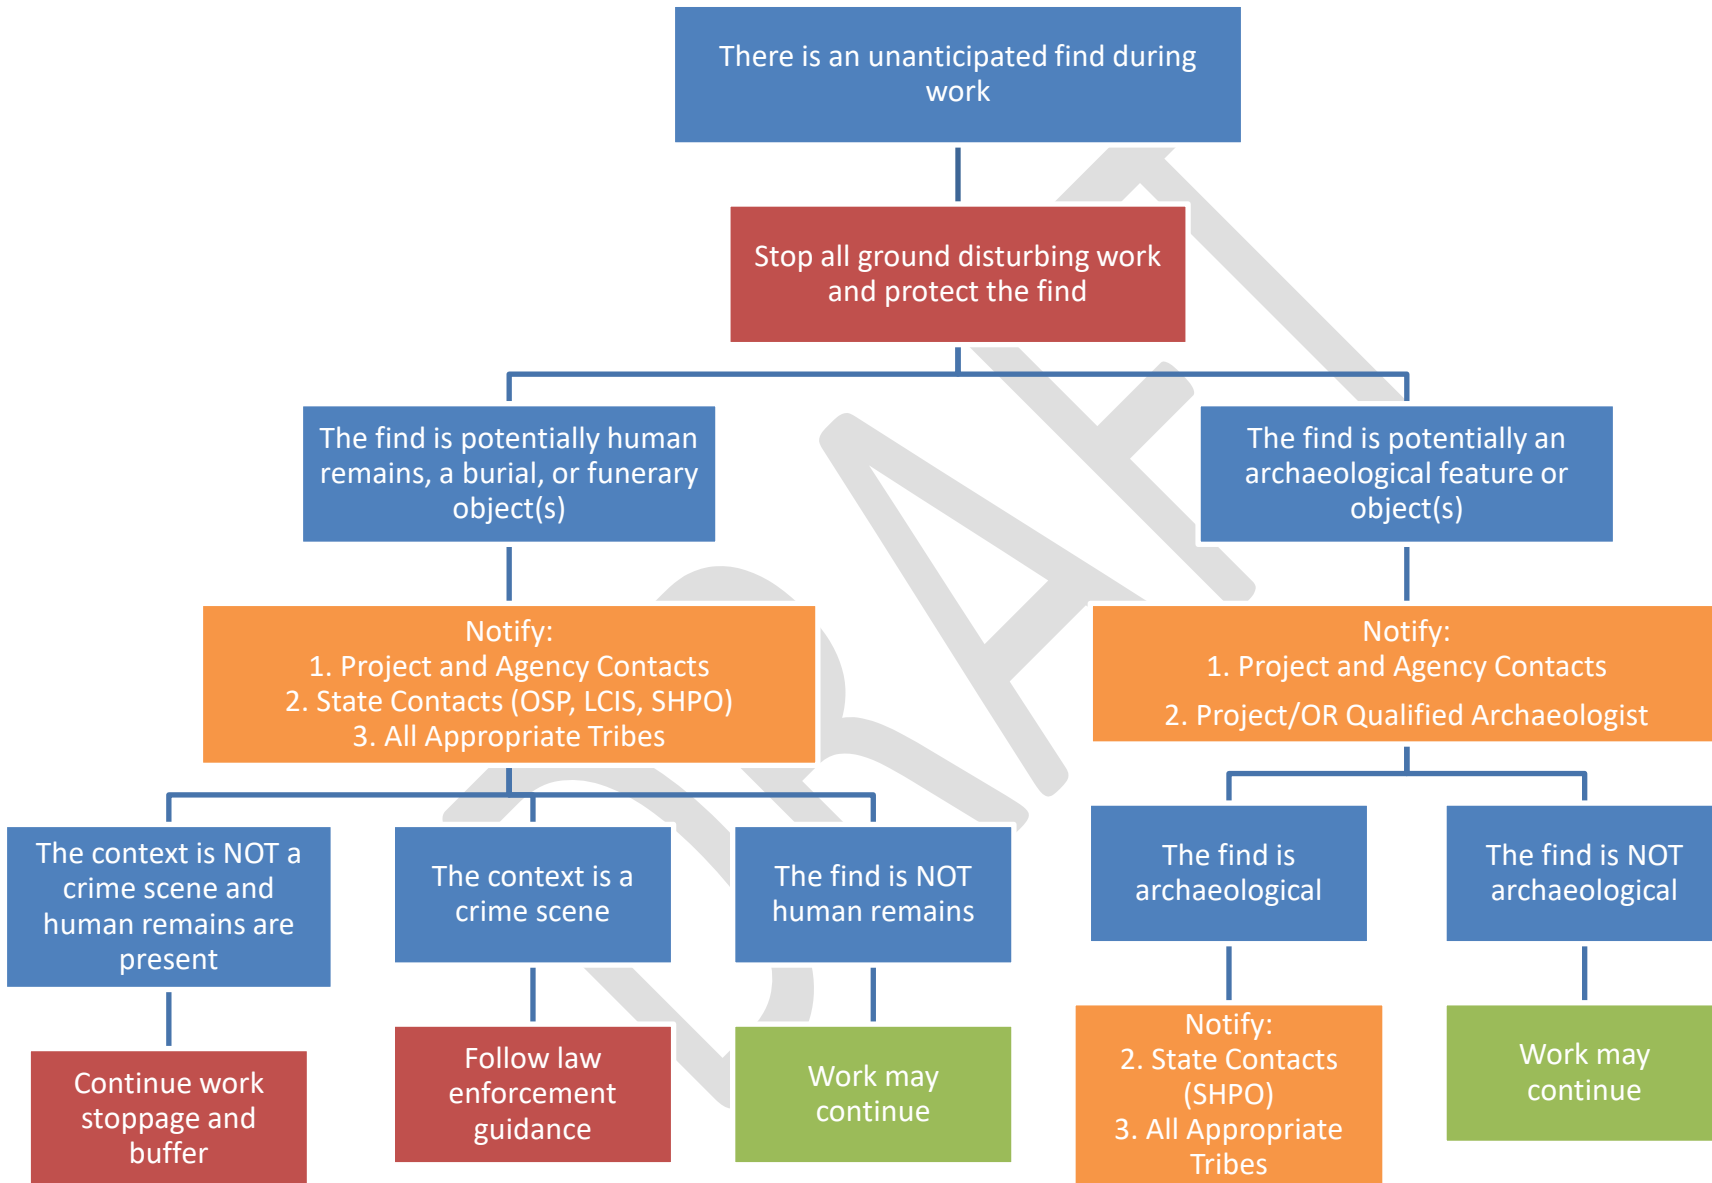 There is an unanticipated find during
work
Stop all ground disturbing work
and protect the find
The find is potentially human
remains, a burial, or funerary
object(s)
The find is potentially an
archaeological feature or
object(s)
Notify:
1. Project and Agency Contacts
2. State Contacts (OSP, LCIS, SHPO)
3. All Appropriate Tribes
Notify:
1. Project and Agency Contacts
2. Project/OR Qualified Archaeologist
The context is NOT a
crime scene and
human remains are
present
The context is a
crime scene
The find is NOT
human remains
The find is
archaeological
The find is NOT
archaeological
Continue work
stoppage and
buffer
Follow law
enforcement
guidance
Work may
continue
Notify:
2. State Contacts
(SHPO)
3. All Appropriate
Tribes
Work may
continue
DRAFT